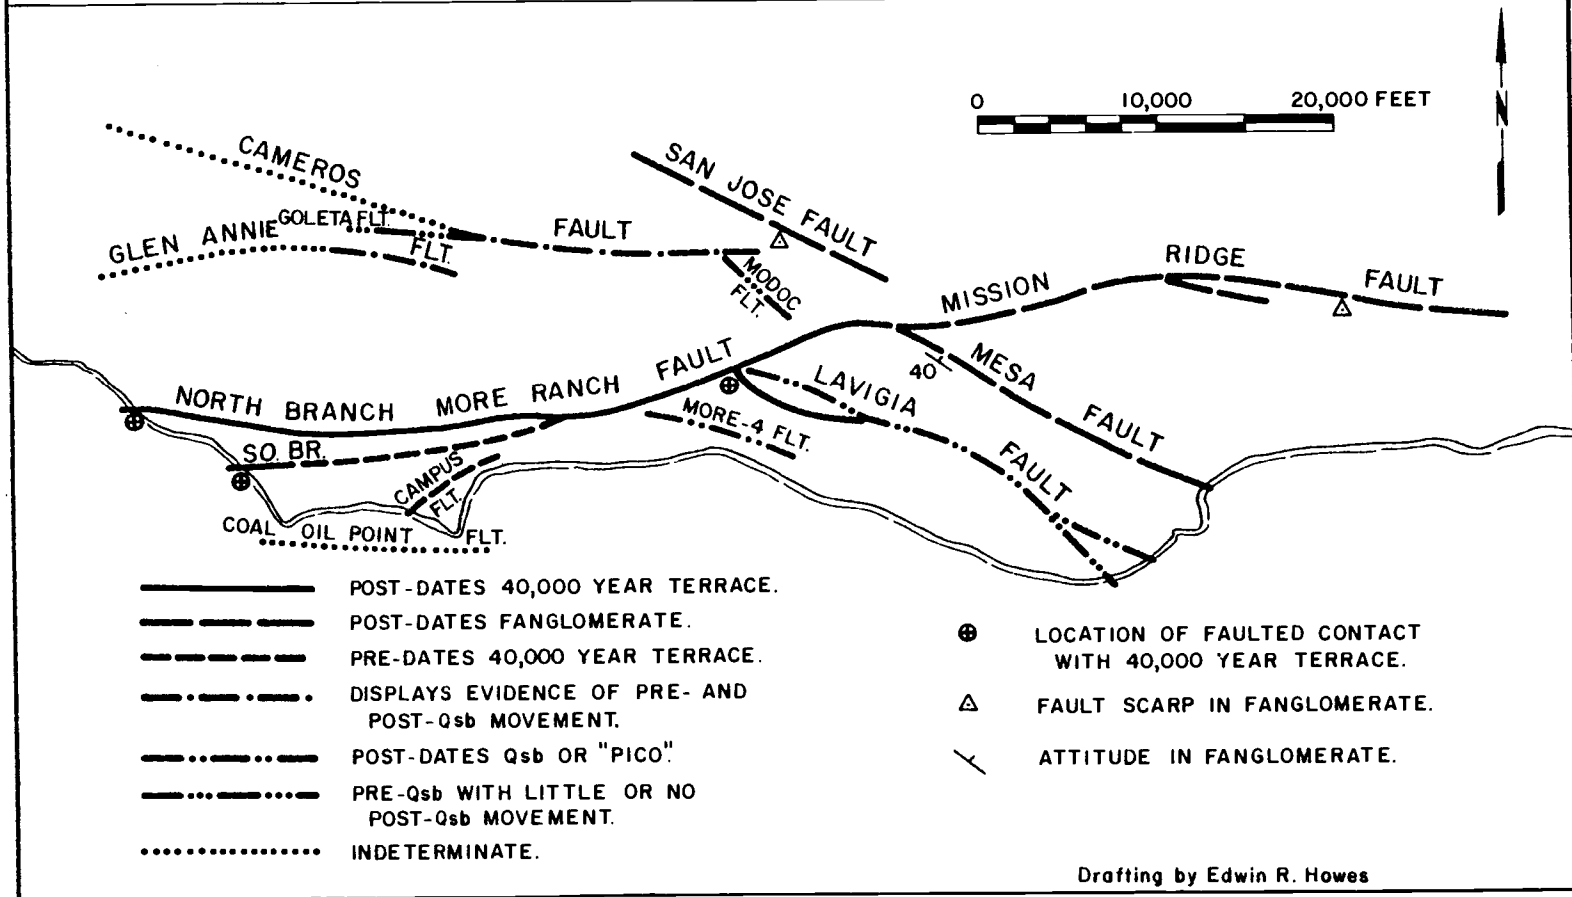 0 10,000 20,000 FEET
N
CAMEROS
SAN JOSE FAULT
GOLETA FLT.
GLEN ANNIE
FLT.
FAULT
MODOC
FLT.
MISSION
RIDGE
FAULT
NORTH BRANCH MORE RANCH FAULT
40
MESA
FAULT
LAVIGIA
FAULT
MORE-4 FLT.
SO. BR.
CAMPUS
FLT.
COAL OIL POINT FLT.
POST-DATES 40,000 YEAR TERRACE.
POST-DATES FANGLOMERATE.
PRE-DATES 40,000 YEAR TERRACE.
DISPLAYS EVIDENCE OF PRE- AND
POST-Qsb MOVEMENT.
POST-DATES Qsb OR "PICO".
PRE-Qsb WITH LITTLE OR NO
POST-Qsb MOVEMENT.
INDETERMINATE.
LOCATION OF FAULTED CONTACT
WITH 40,000 YEAR TERRACE.
FAULT SCARP IN FANGLOMERATE.
ATTITUDE IN FANGLOMERATE.
Drafting by Edwin R. Howes